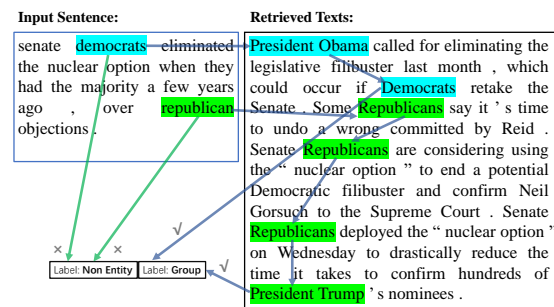 Input Sentence:
senate democrats eliminated
the nuclear option when they
had the majority a few years
ago , over republican
objections .
Retrieved Texts:
President Obama called for eliminating the
legislative filibuster last month , which
could occur if Democrats retake the
Senate . Some Republicans say it ’ s time
to undo a wrong committed by Reid .
Senate Republicans are considering using
the “ nuclear option ” to end a potential
Democratic filibuster and confirm Neil
Gorsuch to the Supreme Court . Senate
Republicans deployed the “ nuclear option ”
on Wednesday to drastically reduce the
time it takes to confirm hundreds of
President Trump ’ s nominees .
× × √ √
Label: Non Entity Label: Group